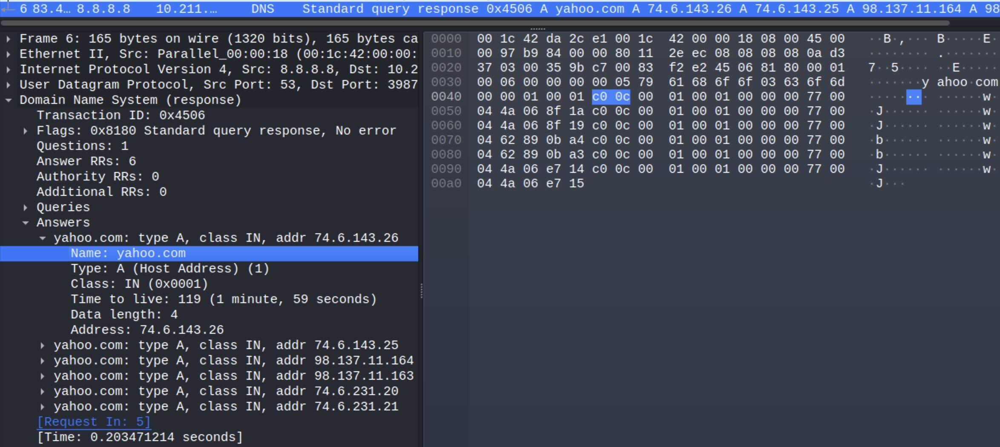 6 83.4… 8.8.8.8 10.211.… DNS Standard query response 0x4506 A yahoo.com A 74.6.143.26 A 74.6.143.25 A 98.137.11.164 A 98
Frame 6: 165 bytes on wire (1320 bits), 165 bytes ca
Ethernet II, Src: Parallel_00:00:18 (00:1c:42:00:00:
Internet Protocol Version 4, Src: 8.8.8.8, Dst: 10.2
User Datagram Protocol, Src Port: 53, Dst Port: 3987
Domain Name System (response)
Transaction ID: 0x4506
Flags: 0x8180 Standard query response, No error
Questions: 1
Answer RRs: 6
Authority RRs: 0
Additional RRs: 0
Queries
Answers
yahoo.com: type A, class IN, addr 74.6.143.26
Name: yahoo.com
Type: A (Host Address) (1)
Class: IN (0x0001)
Time to live: 119 (1 minute, 59 seconds)
Data length: 4
Address: 74.6.143.26
yahoo.com: type A, class IN, addr 74.6.143.25
yahoo.com: type A, class IN, addr 98.137.11.164
yahoo.com: type A, class IN, addr 98.137.11.163
yahoo.com: type A, class IN, addr 74.6.231.20
yahoo.com: type A, class IN, addr 74.6.231.21
[Request In: 5]
[Time: 0.203471214 seconds]
0000 00 1c 42 da 2c e1 00 1c 42 00 00 18 08 00 45 00 ··B·,··· B·····E·
0010 00 97 b9 84 00 00 80 11 2e ec 08 08 08 08 0a d3 ········ .·······
0020 37 03 00 35 9b c7 00 83 f2 e2 45 06 81 80 00 01 7··5···· ··E·····
0030 00 06 00 00 00 00 05 79 61 68 6f 6f 03 63 6f 6d ·······y ahoo·com
0040 00 00 01 00 01 c0 0c 00 01 00 01 00 00 00 77 00 ········ ······w·
0050 04 4a 06 8f 1a c0 0c 00 01 00 01 00 00 00 77 00 ·J······ ······w·
0060 04 4a 06 8f 19 c0 0c 00 01 00 01 00 00 00 77 00 ·J······ ······w·
0070 04 62 89 0b a4 c0 0c 00 01 00 01 00 00 00 77 00 ·b······ ······w·
0080 04 62 89 0b a3 c0 0c 00 01 00 01 00 00 00 77 00 ·b······ ······w·
0090 04 4a 06 e7 14 c0 0c 00 01 00 01 00 00 00 77 00 ·J······ ······w·
00a0 04 4a 06 e7 15 ·J···